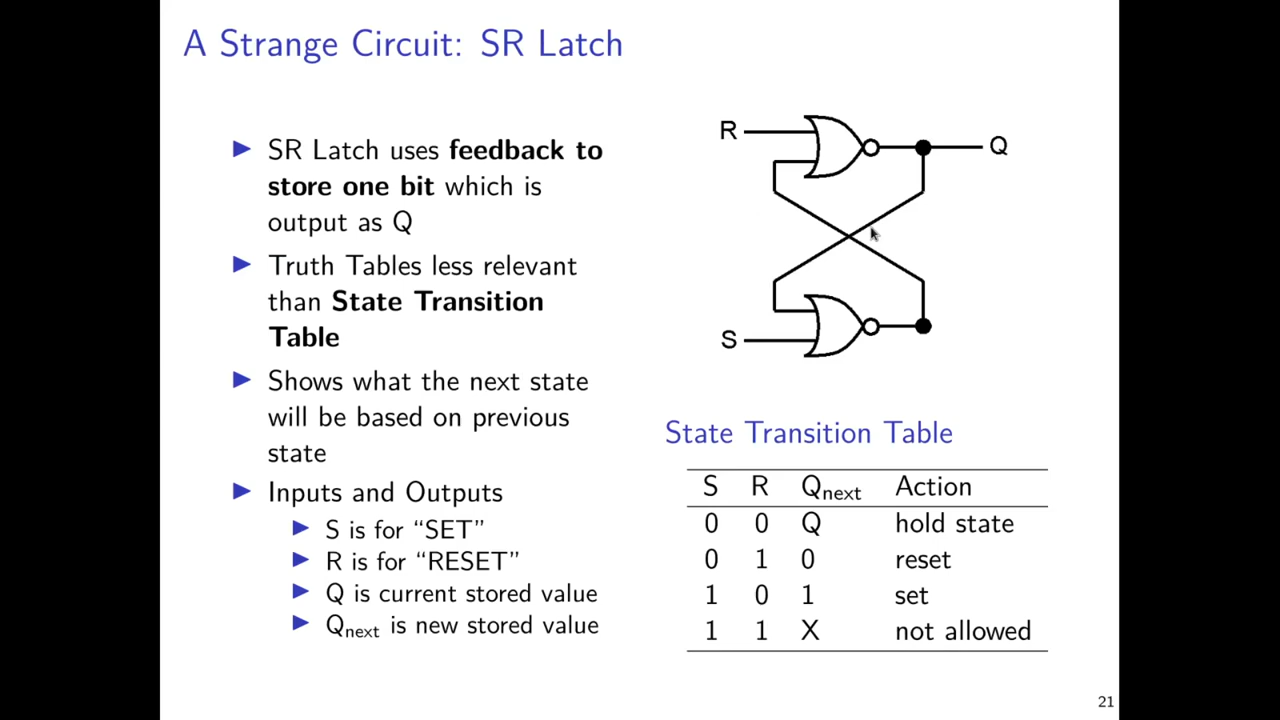 A Strange Circuit: SR Latch
▶ SR Latch uses feedback to
store one bit which is
output as Q
▶ Truth Tables less relevant
than State Transition
Table
▶ Shows what the next state
will be based on previous
state
▶ Inputs and Outputs
▶ S is for “SET”
▶ R is for “RESET”
▶ Q is current stored value
▶ Qnext is new stored value
R
Q
S
State Transition Table
S R Qnext Action
0 0 Q hold state
0 1 0 reset
1 0 1 set
1 1 X not allowed
21